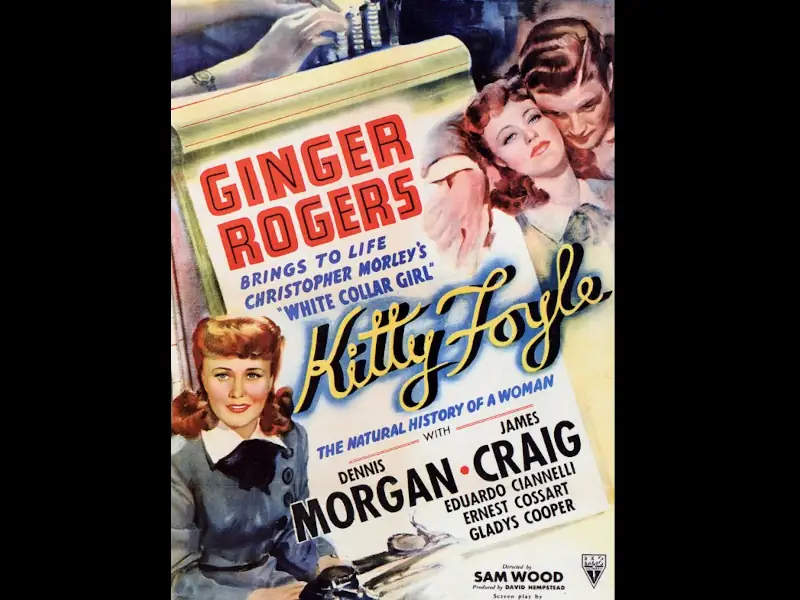 GINGER
ROGERS
BRINGS TO LIFE
CHRISTOPHER MORLEY'S
"WHITE COLLAR GIRL"
Kitty Foyle
THE NATURAL HISTORY OF A WOMAN
WITH
DENNIS
MORGAN •
JAMES
CRAIG
EDUARDO CIANNELLI
ERNEST COSSART
GLADYS COOPER
Directed by
SAM WOOD
Produced by DAVID HEMPSTEAD
Screen play by